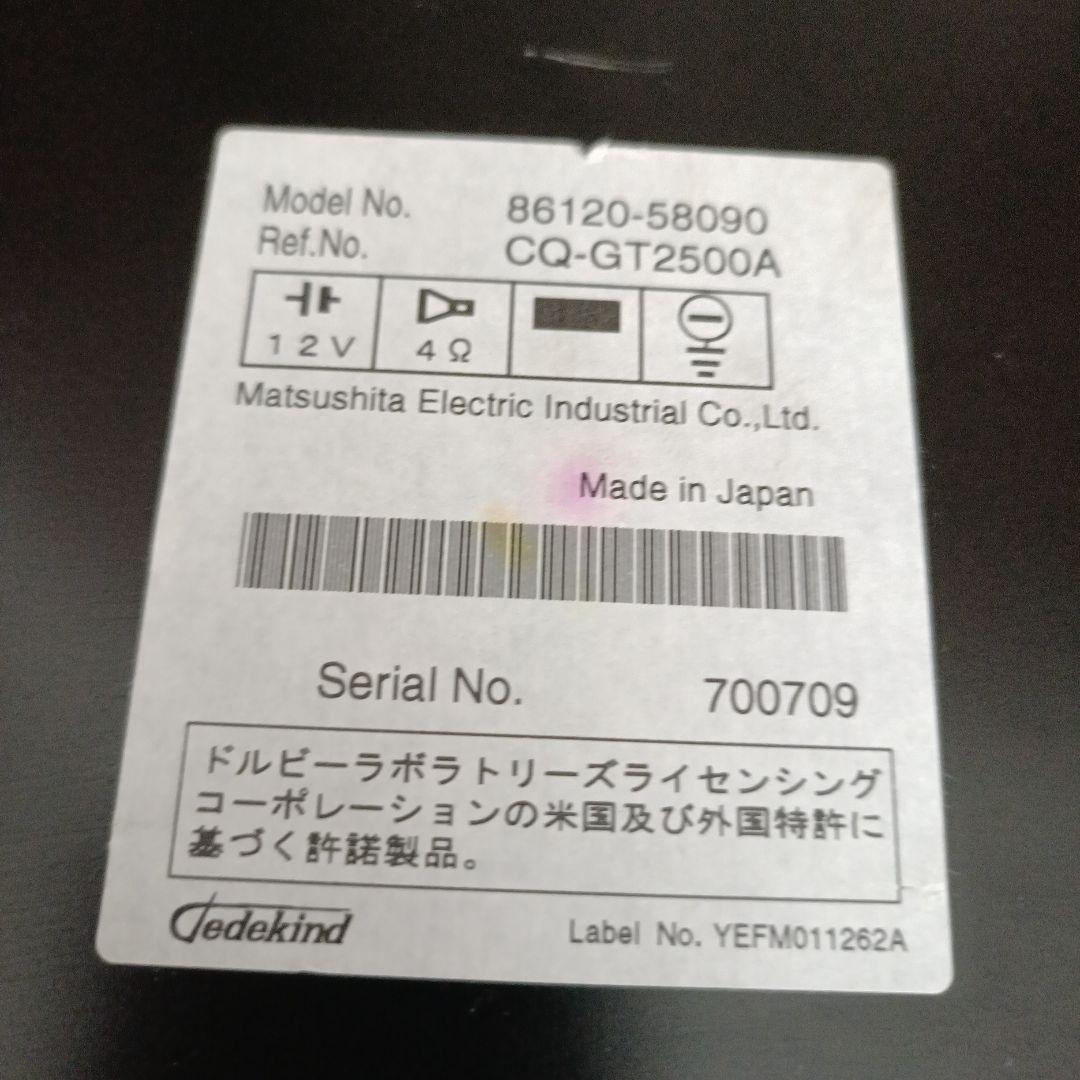 Model No. 86120-58090
Ref.No. CQ-GT2500A
12V 4Ω
Matsushita Electric Industrial Co.,Ltd.
Made in Japan
Serial No. 700709
ドルビーラボラトリーズライセンシング
コーポレーションの米国及び外国特許に
基づく許諾製品。
Dedekind Label No. YEFM011262A